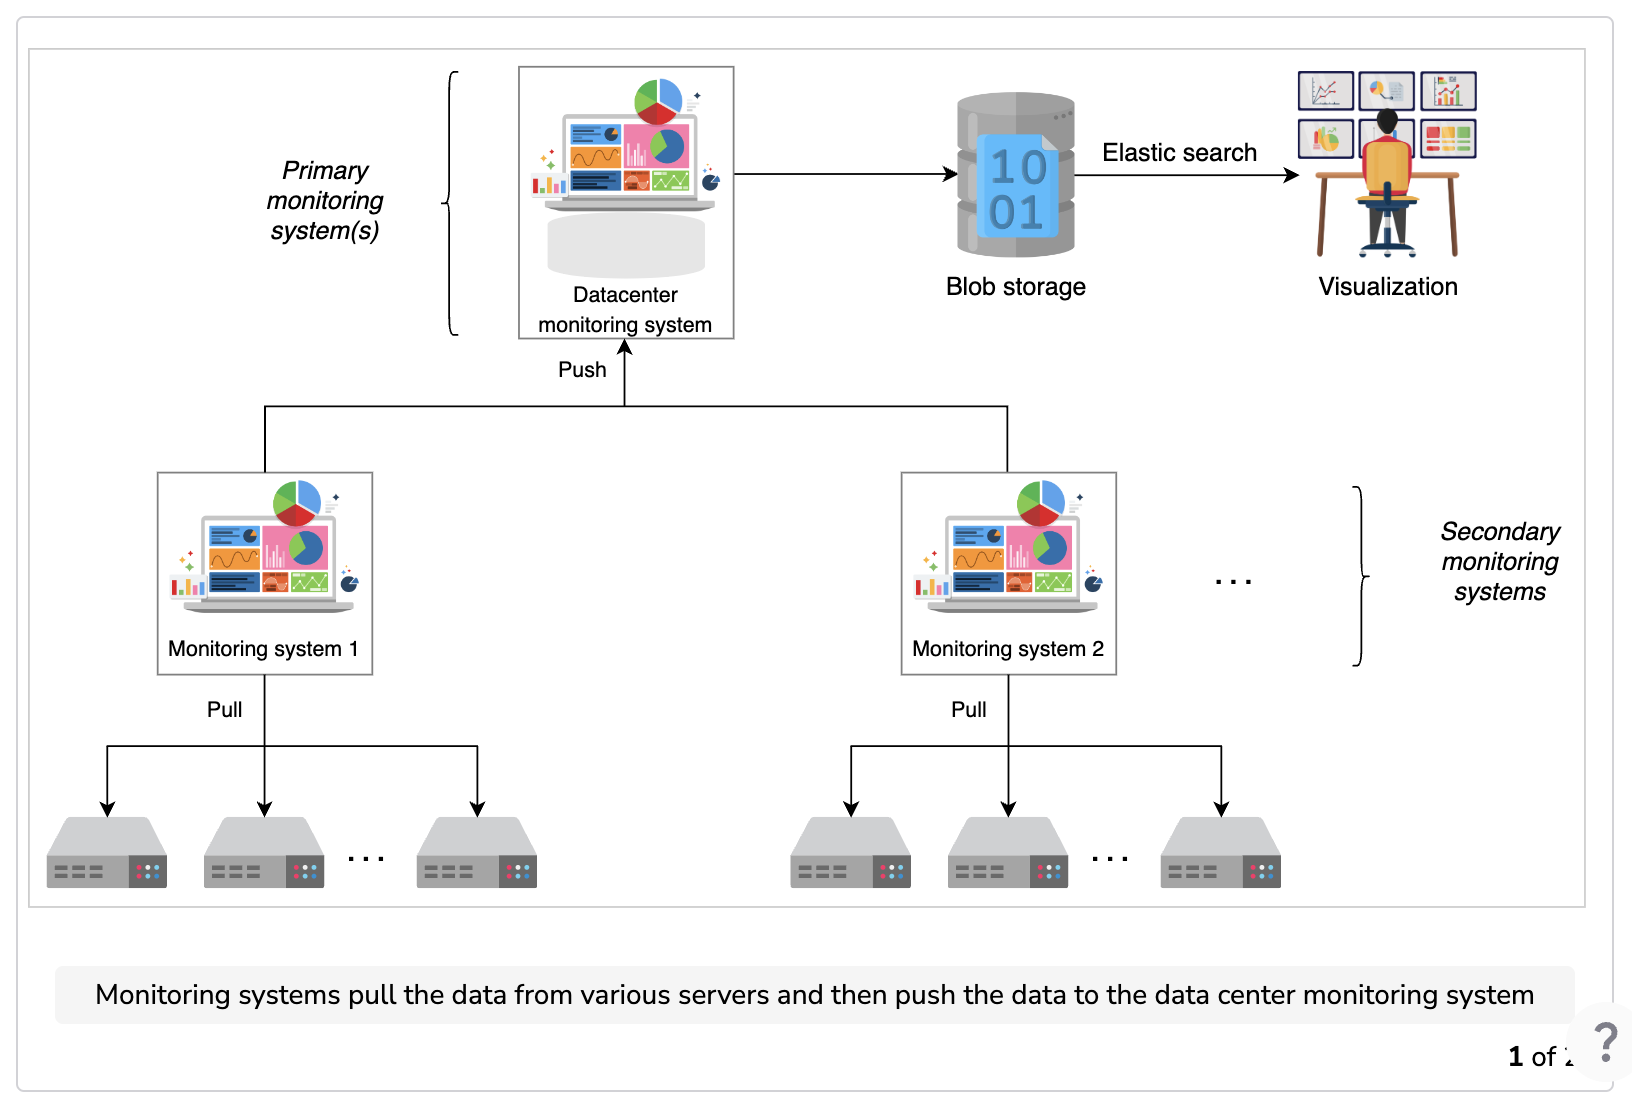 Primary
monitoring
system(s)
Datacenter
monitoring system
10
01
Blob storage
Elastic search
Visualization
Push
Monitoring system 1
Monitoring system 2
...
Secondary
monitoring
systems
Pull
Pull
...
...
Monitoring systems pull the data from various servers and then push the data to the data center monitoring system
1 of
?